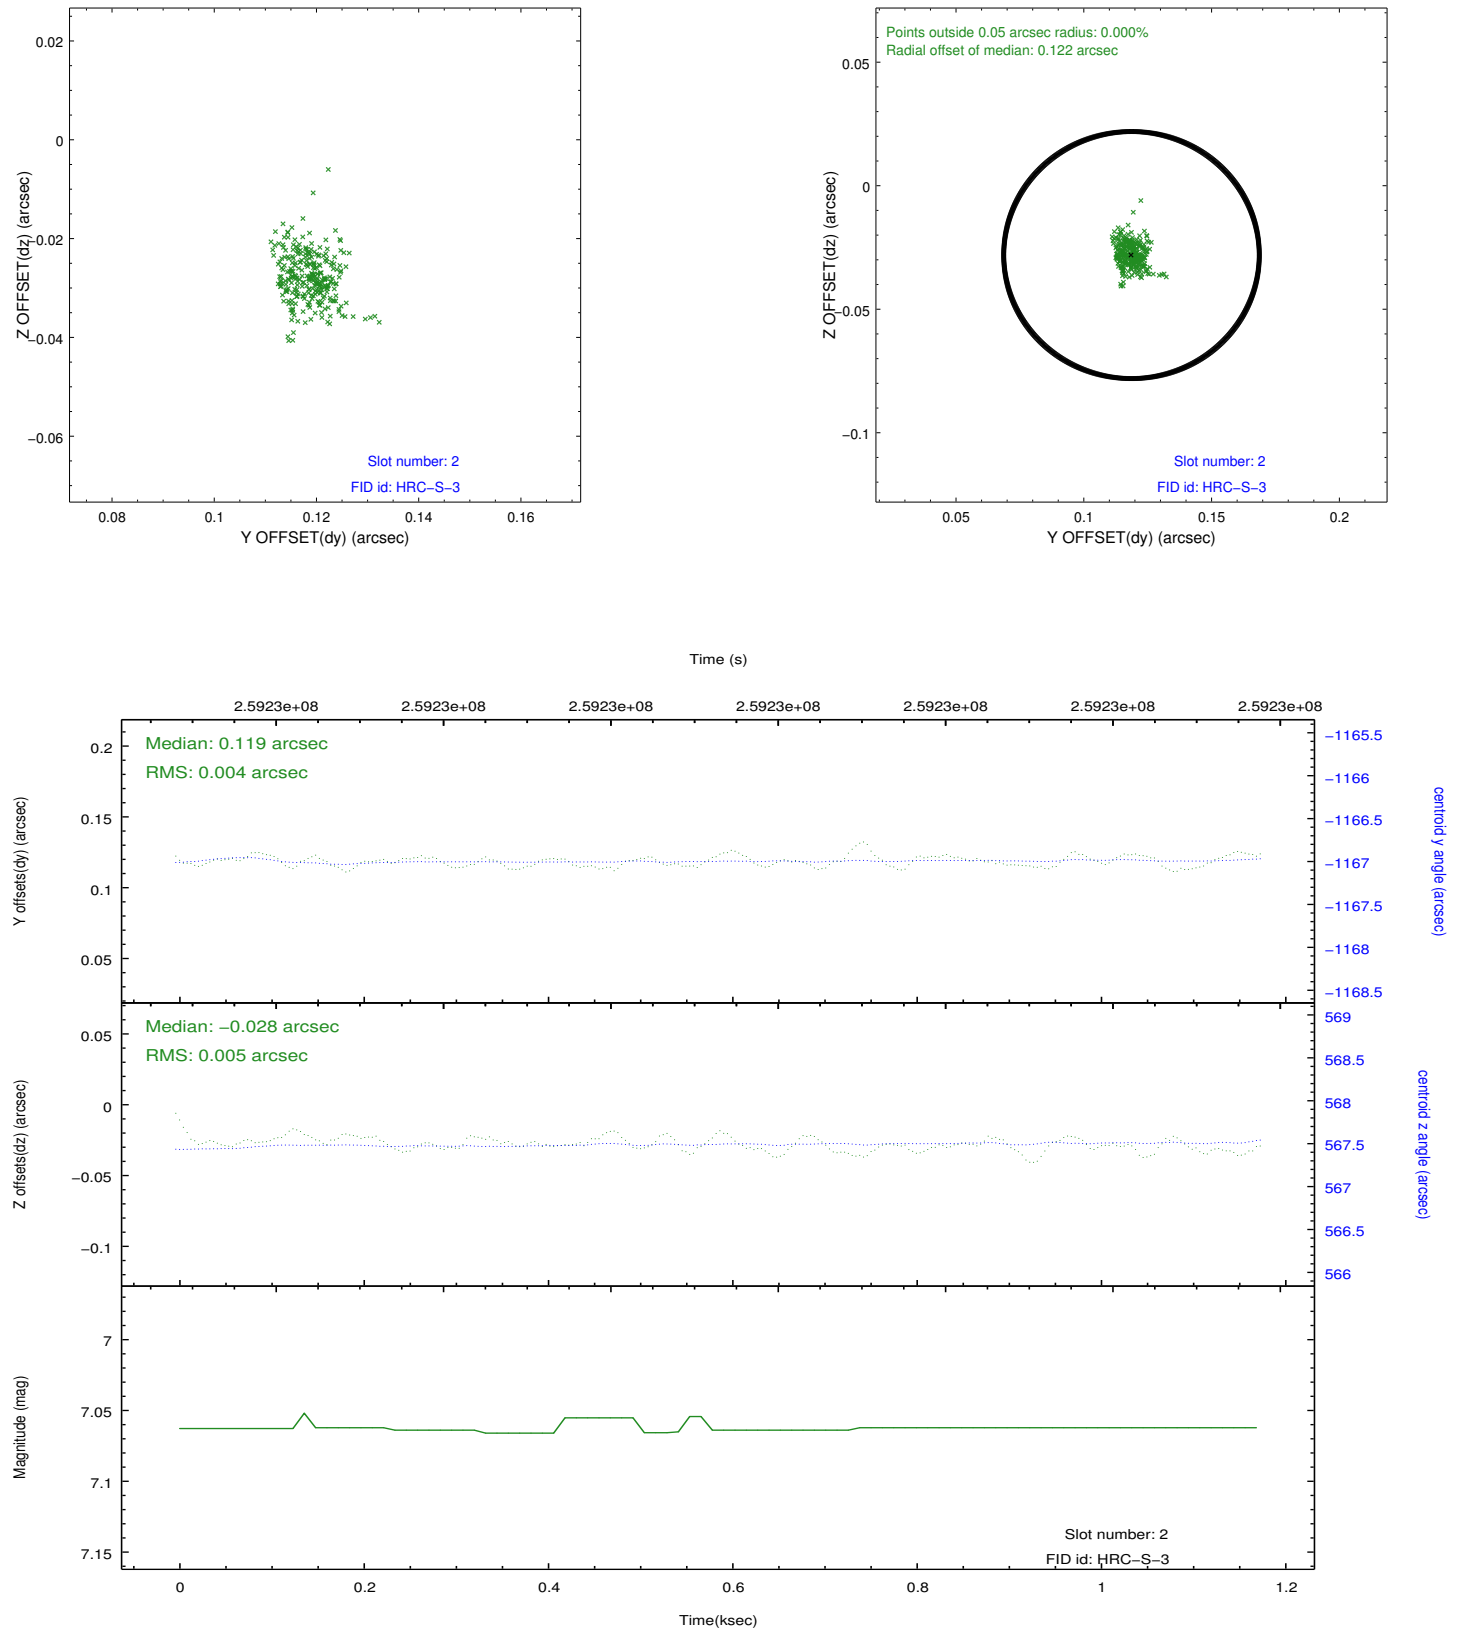 0.02
0
−0.02
−0.04
−0.06
Z OFFSET(dz) (arcsec)
Slot number: 2
FID id: HRC−S−3
0.08
0.1
0.12
0.14
0.16
Y OFFSET(dy) (arcsec)
Points outside 0.05 arcsec radius: 0.000%
Radial offset of median: 0.122 arcsec
0.05
0
−0.05
−0.1
Z OFFSET(dz) (arcsec)
Slot number: 2
FID id: HRC−S−3
0.05
0.1
0.15
0.2
Y OFFSET(dy) (arcsec)
Time (s)
2.5923e+08
2.5923e+08
2.5923e+08
2.5923e+08
2.5923e+08
2.5923e+08
2.5923e+08
Median: 0.119 arcsec
RMS: 0.004 arcsec
0.2
0.15
0.1
0.05
Y offsets(dy) (arcsec)
−1165.5
−1166
−1166.5
−1167
−1167.5
−1168
−1168.5
centroid y angle (arcsec)
Median: −0.028 arcsec
RMS: 0.005 arcsec
0.05
0
−0.05
−0.1
Z offsets(dz) (arcsec)
569
568.5
568
567.5
567
566.5
566
centroid z angle (arcsec)
7
7.05
7.1
7.15
Magnitude (mag)
Slot number: 2
FID id: HRC−S−3
0
0.2
0.4
0.6
0.8
1
1.2
Time(ksec)